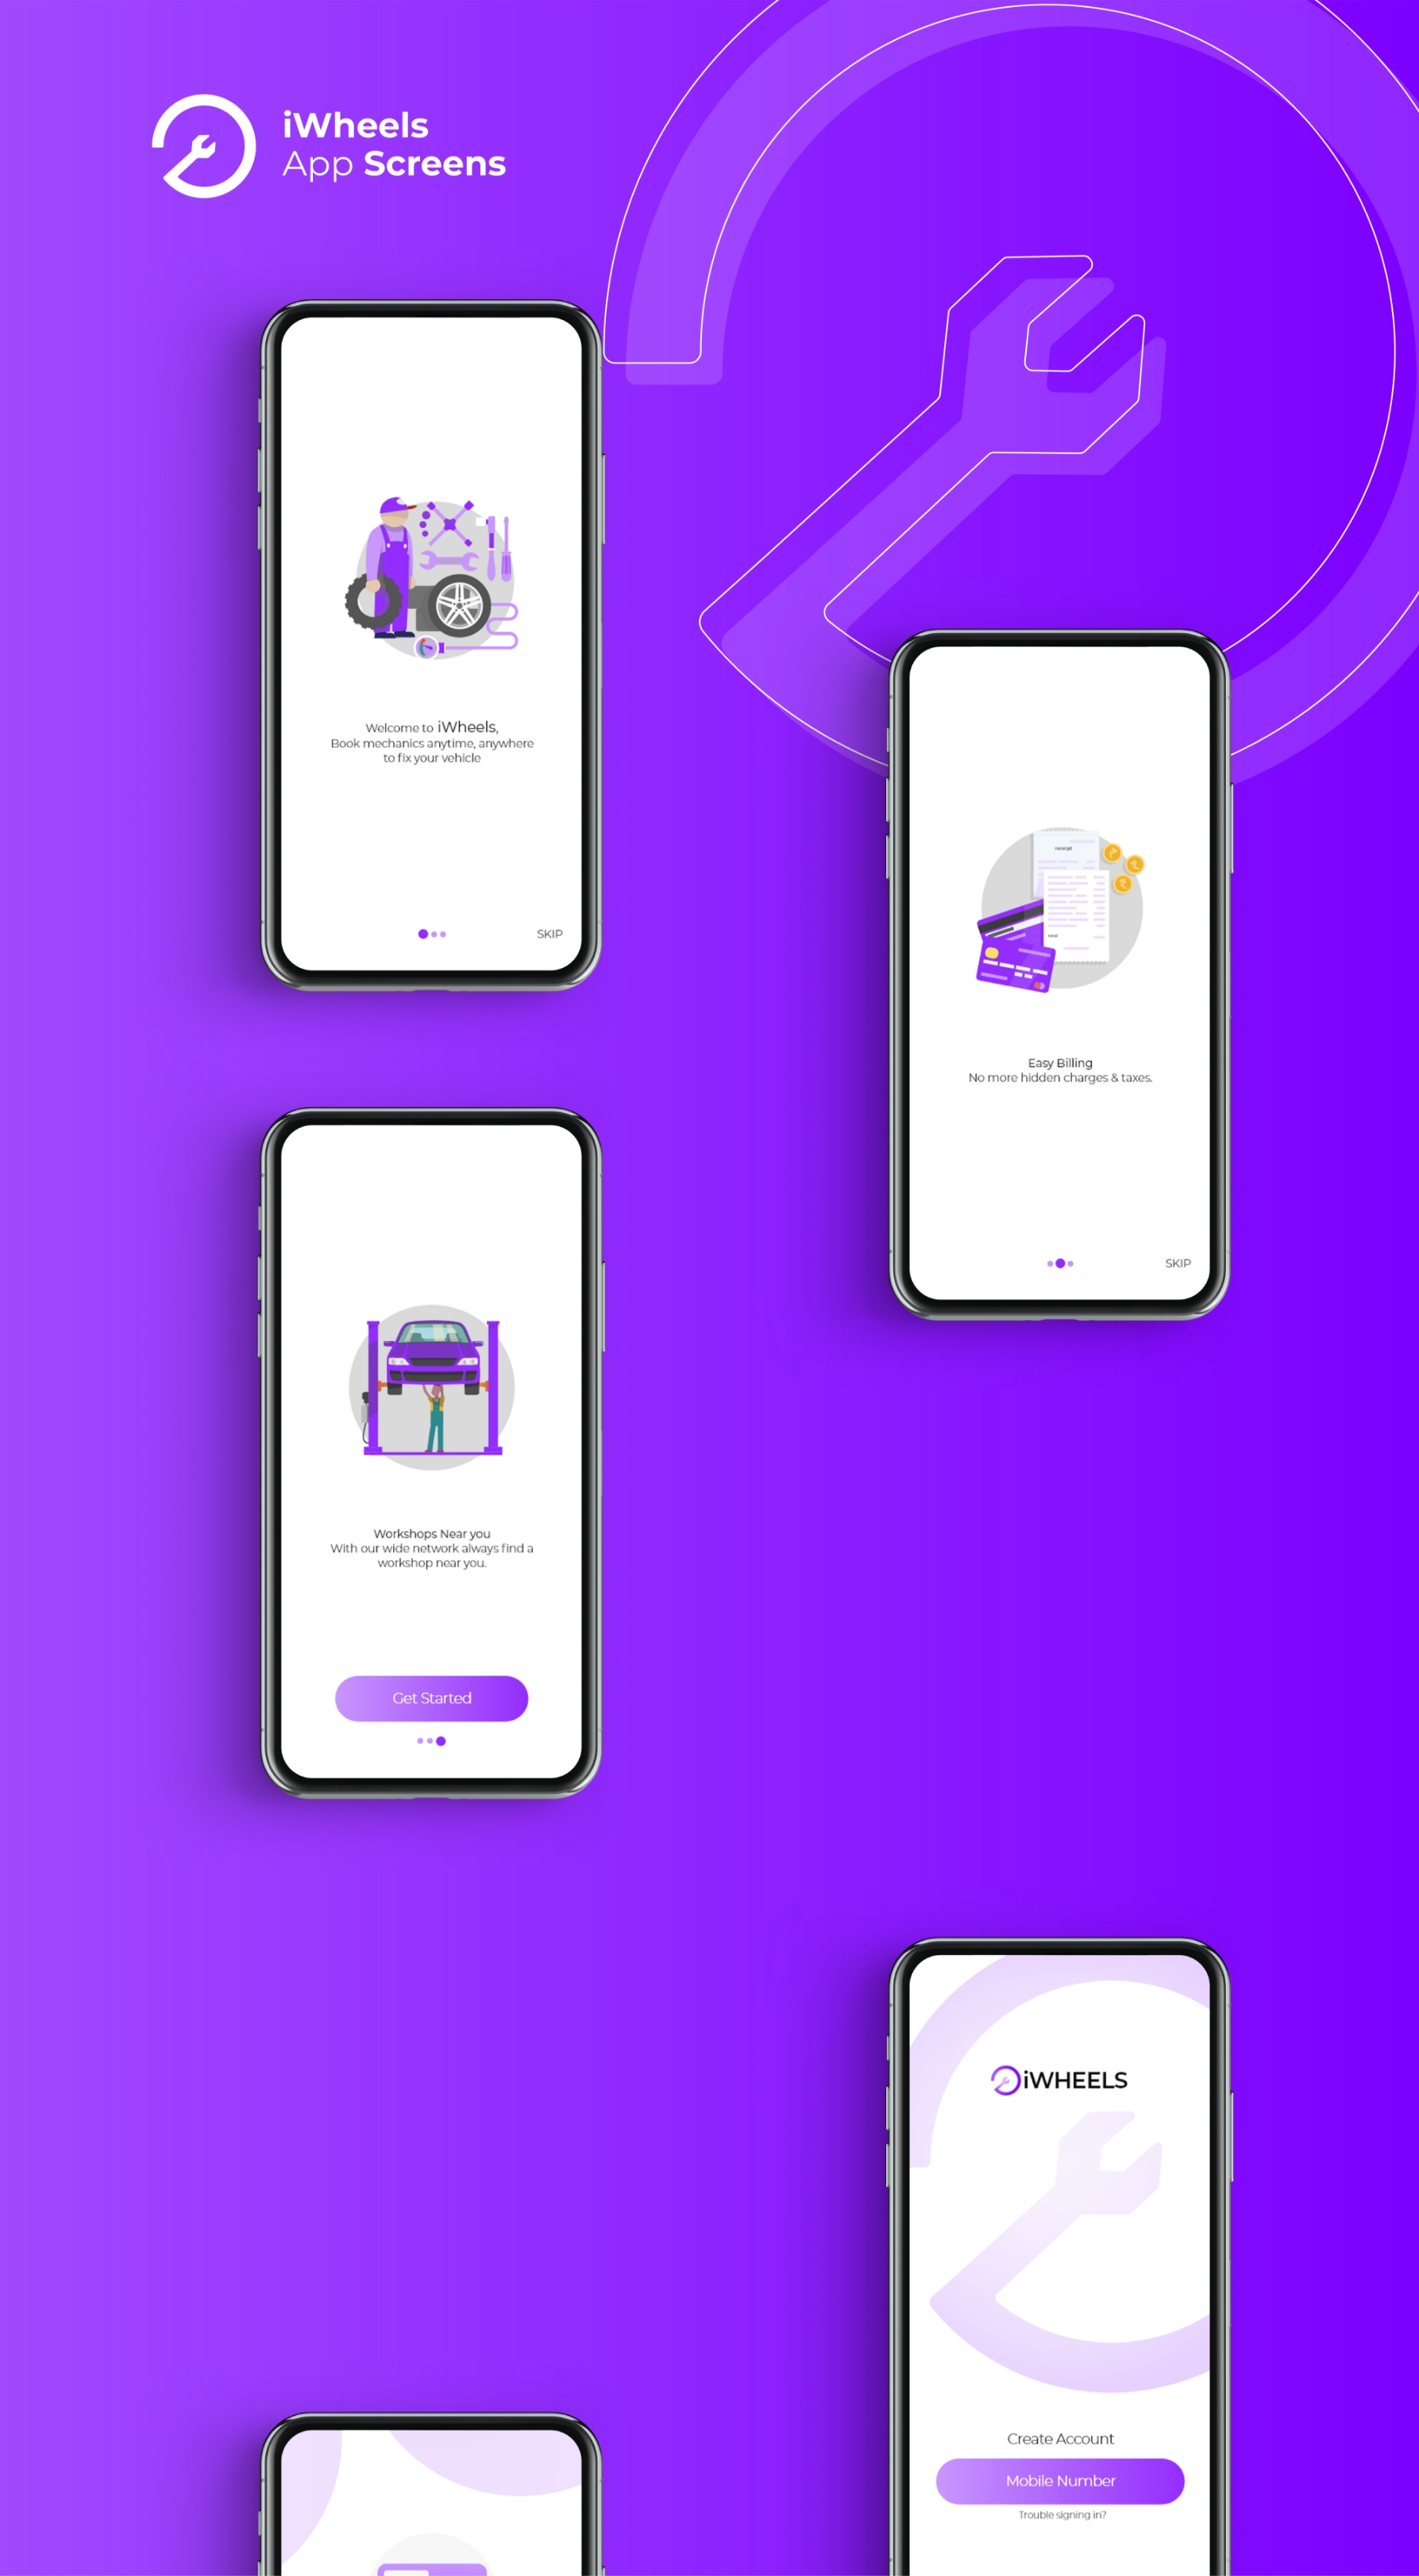 iWheels
App Screens
Welcome to iWheels,
Book mechanics anytime, anywhere
to fix your vehicle
SKIP
receipt
Easy Billing
No more hidden charges & taxes.
SKIP
Workshops Near you
With our wide network always find a
workshop near you.
Get Started
iWHEELS
Create Account
Mobile Number
Trouble signing in?